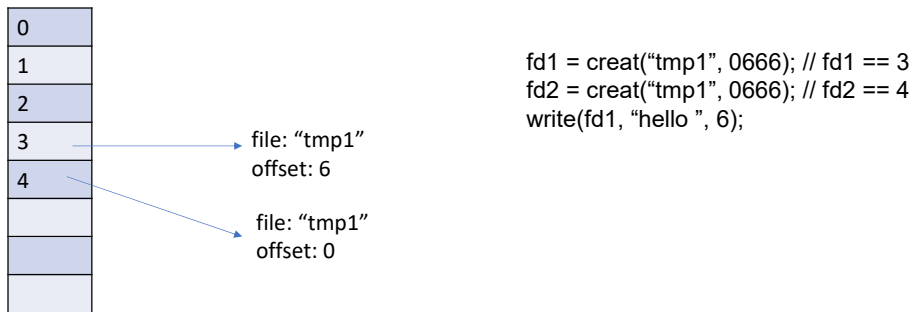 0
1
2
3
4
file: “tmp1”
offset: 6
file: “tmp1”
offset: 0
fd1 = creat(“tmp1”, 0666); // fd1 == 3
fd2 = creat(“tmp1”, 0666); // fd2 == 4
write(fd1, “hello ”, 6);